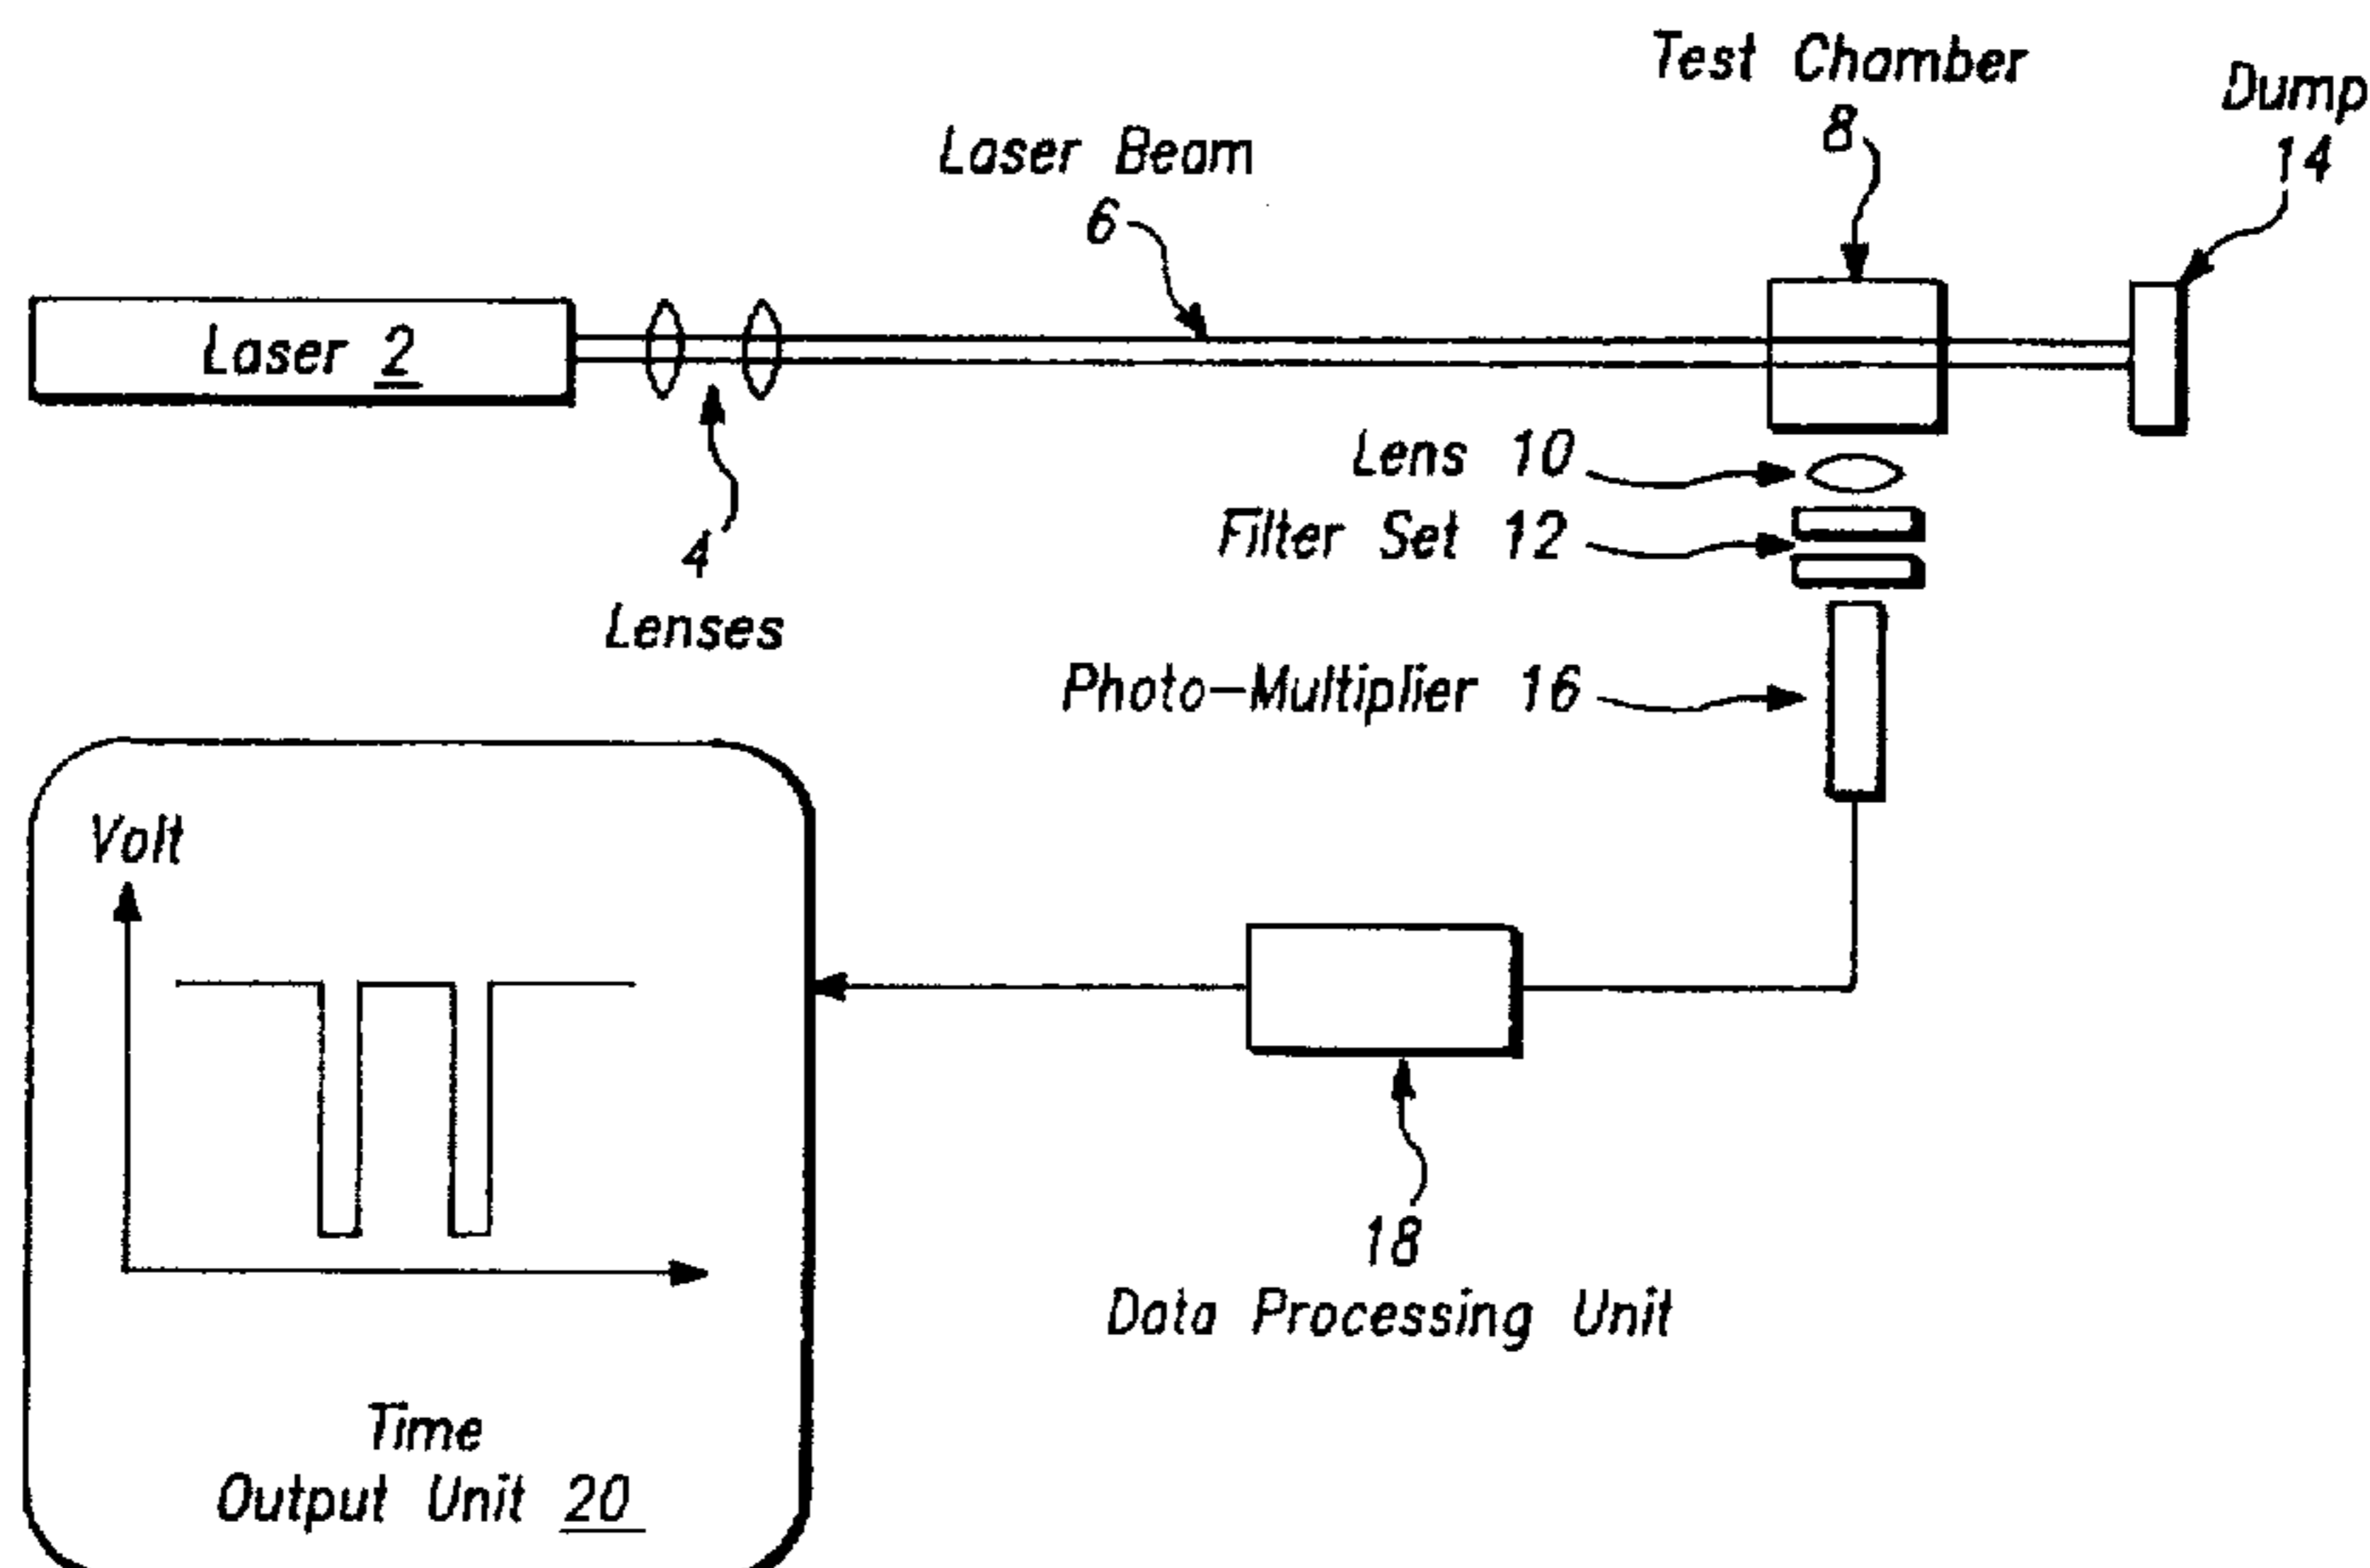 Test Chamber
8
Dump
14
Laser Beam
6
Laser 2
Lens 10
Filter Set 12
4
Lenses
Photo-Multiplier 16
Volt
18
Data Processing Unit
Time
Output Unit 20